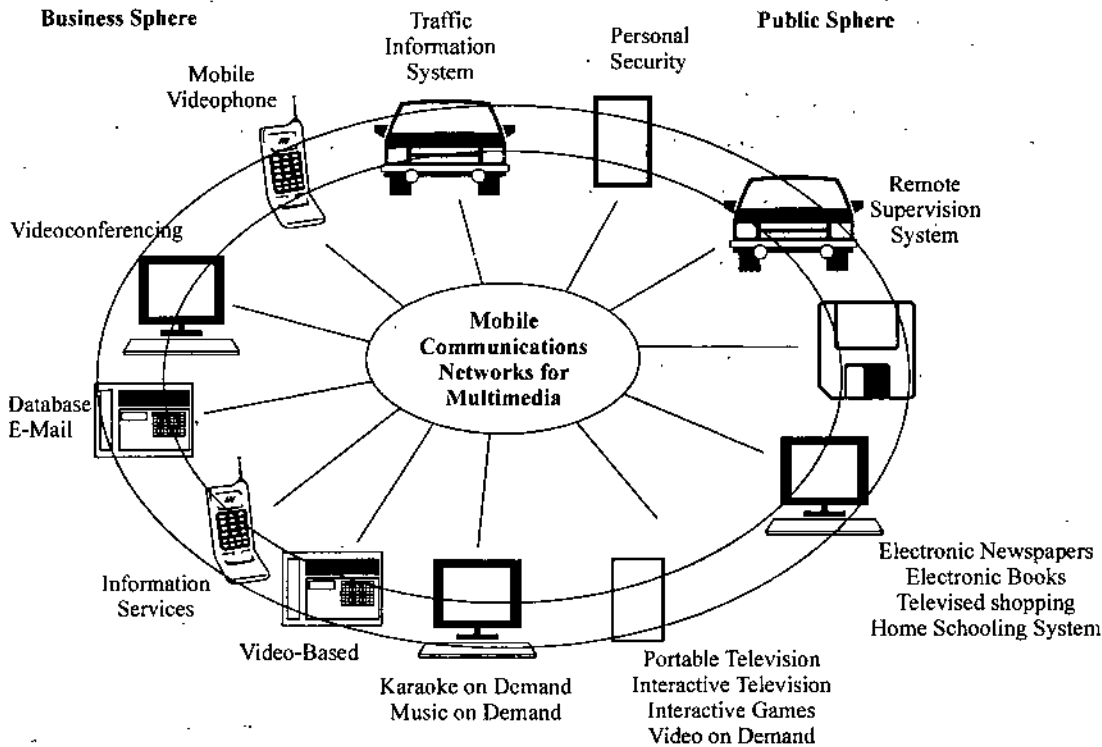 Business Sphere
Public Sphere
Traffic
Information
System
Personal
Security
Mobile
Videophone
Remote
Supervision
System
Videoconferencing
Mobile
Communications
Networks for
Multimedia
Database
E-Mail
Information
Services
Video-Based
Karaoke on Demand
Music on Demand
Portable Television
Interactive Television
Interactive Games
Video on Demand
Electronic Newspapers
Electronic Books
Televised shopping
Home Schooling System